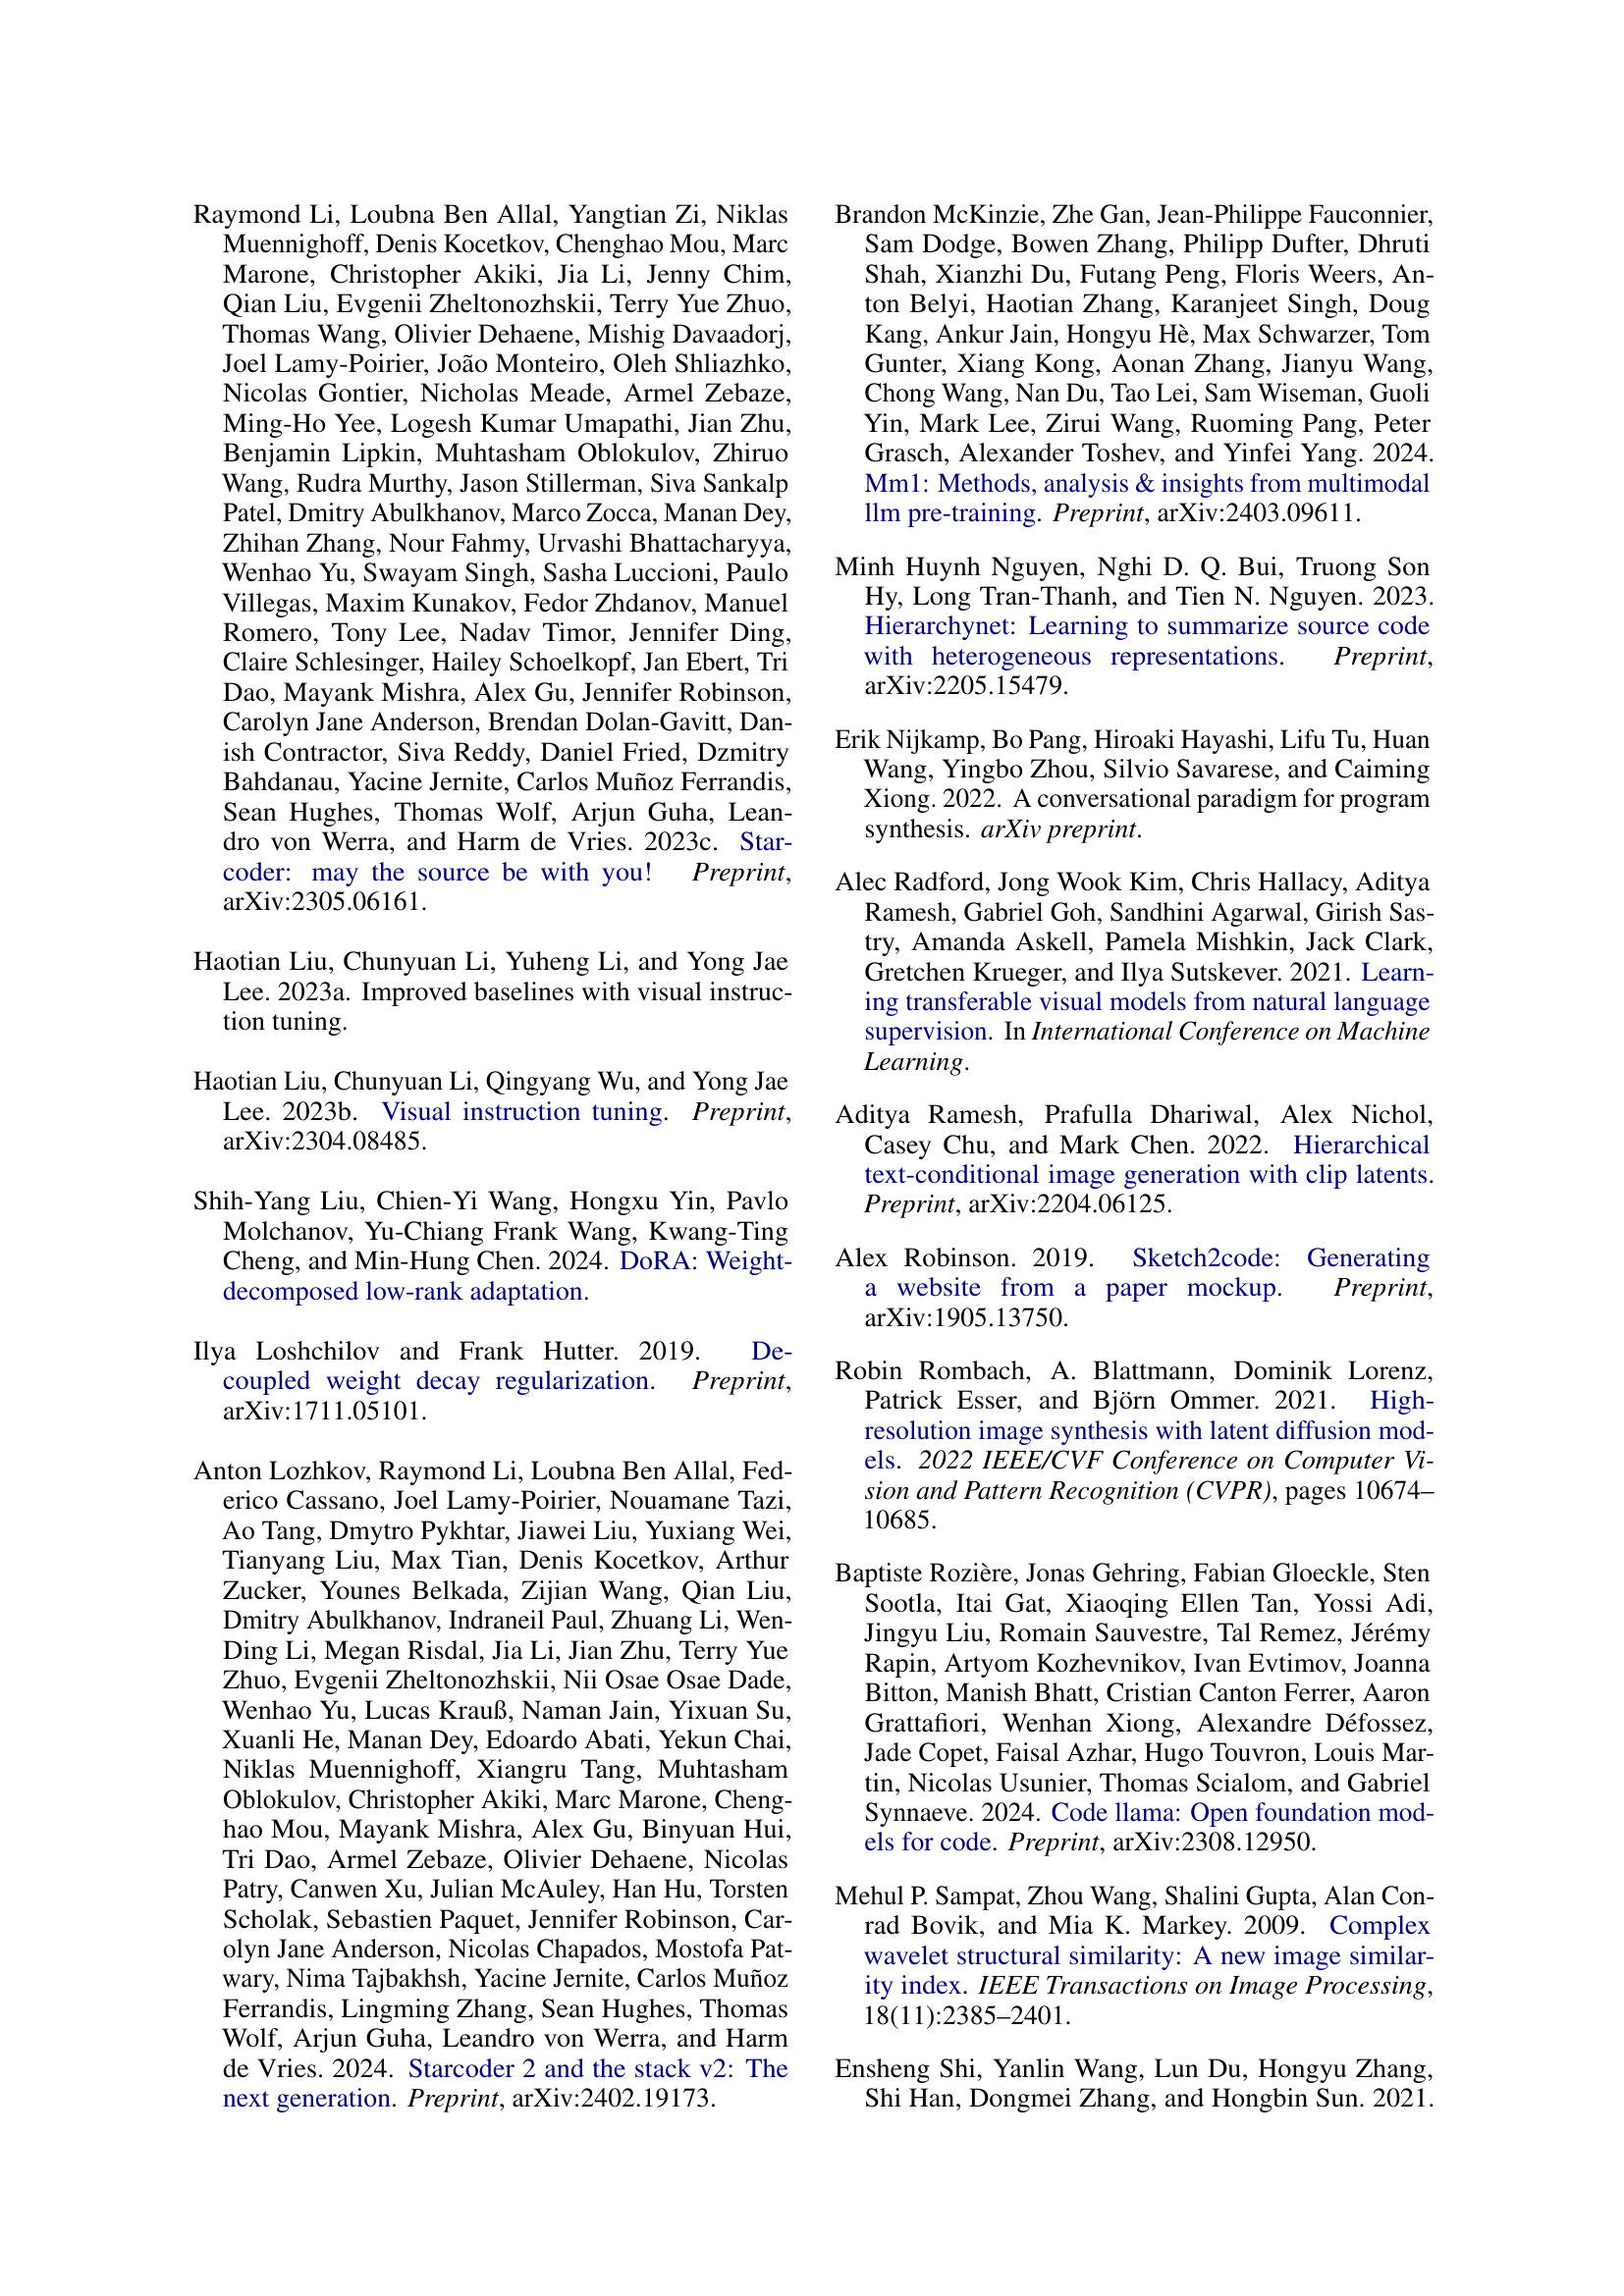 Raymond Li, Loubna Ben Allal, Yangtian Zi, Niklas
Muennighoff, Denis Kocetkov, Chenghao Mou, Marc
Marone, Christopher Akiki, Jia Li, Jenny Chim,
Qian Liu, Evgenii Zheltonozhskii, Terry Yue Zhuo,
Thomas Wang, Olivier Dehaene, Mishig Davaadorj,
Joel Lamy-Poirier, João Monteiro, Oleh Shliazhko,
Nicolas Gontier, Nicholas Meade, Armel Zebaze,
Ming-Ho Yee, Logesh Kumar Umapathi, Jian Zhu,
Benjamin Lipkin, Muhtasham Oblokulov, Zhiruo
Wang, Rudra Murthy, Jason Stillerman, Siva Sankalp
Patel, Dmitry Abulkhanov, Marco Zocca, Manan Dey,
Zhihan Zhang, Nour Fahmy, Urvashi Bhattacharyya,
Wenhao Yu, Swayam Singh, Sasha Luccioni, Paulo
Villegas, Maxim Kunakov, Fedor Zhdanov, Manuel
Romero, Tony Lee, Nadav Timor, Jennifer Ding,
Claire Schlesinger, Hailey Schoelkopf, Jan Ebert, Tri
Dao, Mayank Mishra, Alex Gu, Jennifer Robinson,
Carolyn Jane Anderson, Brendan Dolan-Gavitt, Dan-
ish Contractor, Siva Reddy, Daniel Fried, Dzmitry
Bahdanau, Yacine Jernite, Carlos Muñoz Ferrandis,
Sean Hughes, Thomas Wolf, Arjun Guha, Lean-
dro von Werra, and Harm de Vries. 2023c. Star-
coder: may the source be with you! Preprint,
arXiv:2305.06161.
Haotian Liu, Chunyuan Li, Yuheng Li, and Yong Jae
Lee. 2023a. Improved baselines with visual instruc-
tion tuning.
Haotian Liu, Chunyuan Li, Qingyang Wu, and Yong Jae
Lee. 2023b. Visual instruction tuning. Preprint,
arXiv:2304.08485.
Shih-Yang Liu, Chien-Yi Wang, Hongxu Yin, Pavlo
Molchanov, Yu-Chiang Frank Wang, Kwang-Ting
Cheng, and Min-Hung Chen. 2024. DoRA: Weight-
decomposed low-rank adaptation.
Ilya Loshchilov and Frank Hutter. 2019. De-
coupled weight decay regularization. Preprint,
arXiv:1711.05101.
Anton Lozhkov, Raymond Li, Loubna Ben Allal, Fed-
erico Cassano, Joel Lamy-Poirier, Nouamane Tazi,
Ao Tang, Dmytro Pykhtar, Jiawei Liu, Yuxiang Wei,
Tianyang Liu, Max Tian, Denis Kocetkov, Arthur
Zucker, Younes Belkada, Zijian Wang, Qian Liu,
Dmitry Abulkhanov, Indraneil Paul, Zhuang Li, Wen-
Ding Li, Megan Risdal, Jia Li, Jian Zhu, Terry Yue
Zhuo, Evgenii Zheltonozhskii, Nii Osae Osae Dade,
Wenhao Yu, Lucas Krauß, Naman Jain, Yixuan Su,
Xuanli He, Manan Dey, Edoardo Abati, Yekun Chai,
Niklas Muennighoff, Xiangru Tang, Muhtasham
Oblokulov, Christopher Akiki, Marc Marone, Cheng-
hao Mou, Mayank Mishra, Alex Gu, Binyuan Hui,
Tri Dao, Armel Zebaze, Olivier Dehaene, Nicolas
Patry, Canwen Xu, Julian McAuley, Han Hu, Torsten
Scholak, Sebastien Paquet, Jennifer Robinson, Car-
olyn Jane Anderson, Nicolas Chapados, Mostofa Pat-
wary, Nima Tajbakhsh, Yacine Jernite, Carlos Muñoz
Ferrandis, Lingming Zhang, Sean Hughes, Thomas
Wolf, Arjun Guha, Leandro von Werra, and Harm
de Vries. 2024. Starcoder 2 and the stack v2: The
next generation. Preprint, arXiv:2402.19173.
Brandon McKinzie, Zhe Gan, Jean-Philippe Fauconnier,
Sam Dodge, Bowen Zhang, Philipp Dufter, Dhruti
Shah, Xianzhi Du, Futang Peng, Floris Weers, An-
ton Belyi, Haotian Zhang, Karanjeet Singh, Doug
Kang, Ankur Jain, Hongyu Hè, Max Schwarzer, Tom
Gunter, Xiang Kong, Aonan Zhang, Jianyu Wang,
Chong Wang, Nan Du, Tao Lei, Sam Wiseman, Guoli
Yin, Mark Lee, Zirui Wang, Ruoming Pang, Peter
Grasch, Alexander Toshev, and Yinfei Yang. 2024.
Mm1: Methods, analysis & insights from multimodal
llm pre-training. Preprint, arXiv:2403.09611.
Minh Huynh Nguyen, Nghi D. Q. Bui, Truong Son
Hy, Long Tran-Thanh, and Tien N. Nguyen. 2023.
Hierarchynet: Learning to summarize source code
with heterogeneous representations. Preprint,
arXiv:2205.15479.
Erik Nijkamp, Bo Pang, Hiroaki Hayashi, Lifu Tu, Huan
Wang, Yingbo Zhou, Silvio Savarese, and Caiming
Xiong. 2022. A conversational paradigm for program
synthesis. arXiv preprint.
Alec Radford, Jong Wook Kim, Chris Hallacy, Aditya
Ramesh, Gabriel Goh, Sandhini Agarwal, Girish Sas-
try, Amanda Askell, Pamela Mishkin, Jack Clark,
Gretchen Krueger, and Ilya Sutskever. 2021. Learn-
ing transferable visual models from natural language
supervision. In International Conference on Machine
Learning.
Aditya Ramesh, Prafulla Dhariwal, Alex Nichol,
Casey Chu, and Mark Chen. 2022. Hierarchical
text-conditional image generation with clip latents.
Preprint, arXiv:2204.06125.
Alex Robinson. 2019. Sketch2code: Generating
a website from a paper mockup. Preprint,
arXiv:1905.13750.
Robin Rombach, A. Blattmann, Dominik Lorenz,
Patrick Esser, and Björn Ommer. 2021. High-
resolution image synthesis with latent diffusion mod-
els. 2022 IEEE/CVF Conference on Computer Vi-
sion and Pattern Recognition (CVPR), pages 10674–
10685.
Baptiste Rozière, Jonas Gehring, Fabian Gloeckle, Sten
Sootla, Itai Gat, Xiaoqing Ellen Tan, Yossi Adi,
Jingyu Liu, Romain Sauvestre, Tal Remez, Jérémy
Rapin, Artyom Kozhevnikov, Ivan Evtimov, Joanna
Bitton, Manish Bhatt, Cristian Canton Ferrer, Aaron
Grattafiori, Wenhan Xiong, Alexandre Défossez,
Jade Copet, Faisal Azhar, Hugo Touvron, Louis Mar-
tin, Nicolas Usunier, Thomas Scialom, and Gabriel
Synnaeve. 2024. Code llama: Open foundation mod-
els for code. Preprint, arXiv:2308.12950.
Mehul P. Sampat, Zhou Wang, Shalini Gupta, Alan Con-
rad Bovik, and Mia K. Markey. 2009. Complex
wavelet structural similarity: A new image similar-
ity index. IEEE Transactions on Image Processing,
18(11):2385–2401.
Ensheng Shi, Yanlin Wang, Lun Du, Hongyu Zhang,
Shi Han, Dongmei Zhang, and Hongbin Sun. 2021.